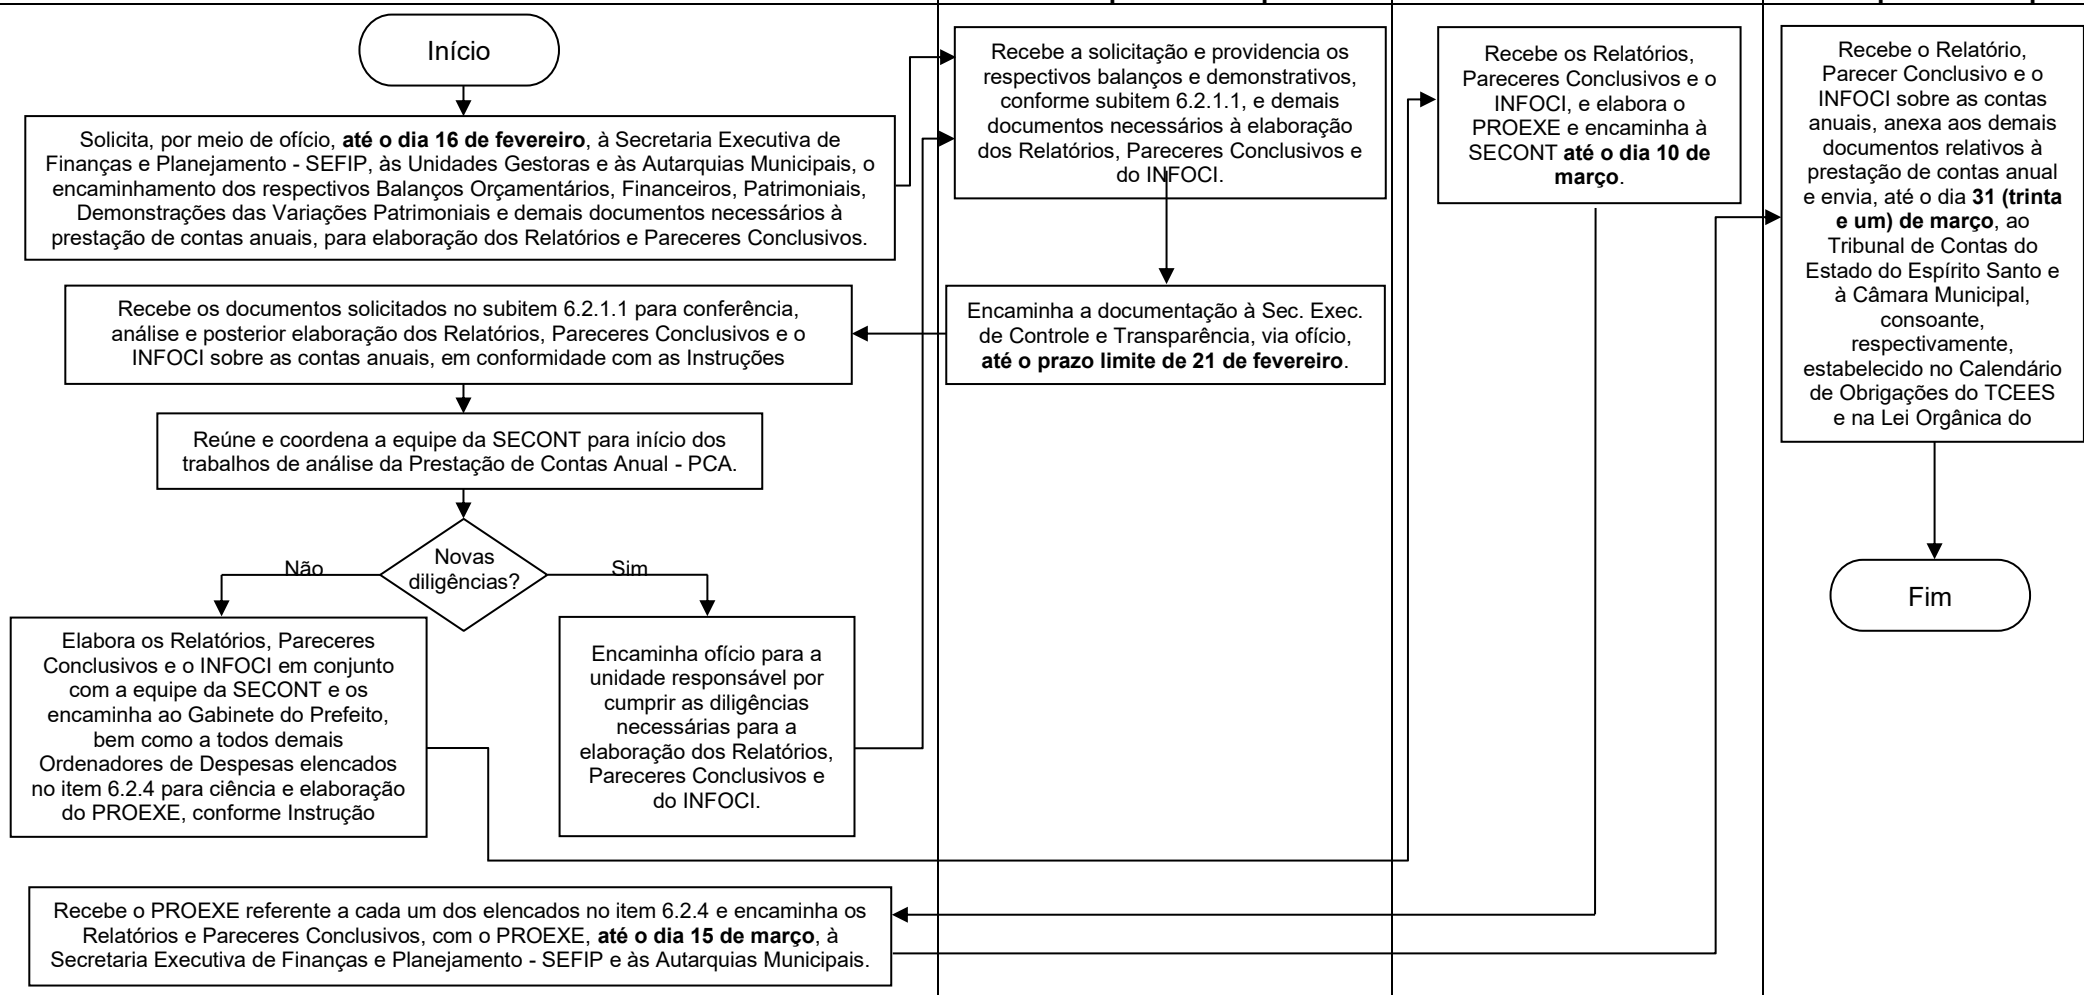 Início
Solicita, por meio de ofício, até o dia 16 de fevereiro, à Secretaria Executiva de
Finanças e Planejamento - SEFIP, às Unidades Gestoras e às Autarquias Municipais, o
encaminhamento dos respectivos Balanços Orçamentários, Financeiros, Patrimoniais,
Demonstrações das Variações Patrimoniais e demais documentos necessários à
prestação de contas anuais, para elaboração dos Relatórios e Pareceres Conclusivos.
Recebe a solicitação e providencia os
respectivos balanços e demonstrativos,
conforme subitem 6.2.1.1, e demais
documentos necessários à elaboração
dos Relatórios, Pareceres Conclusivos e
do INFOCI.
Encaminha a documentação à Sec. Exec.
de Controle e Transparência, via ofício,
até o prazo limite de 21 de fevereiro.
Recebe os documentos solicitados no subitem 6.2.1.1 para conferência,
análise e posterior elaboração dos Relatórios, Pareceres Conclusivos e o
INFOCI sobre as contas anuais, em conformidade com as Instruções
Reúne e coordena a equipe da SECONT para início dos
trabalhos de análise da Prestação de Contas Anual - PCA.
Novas
diligências?
Não
Sim
Elabora os Relatórios, Pareceres
Conclusivos e o INFOCI em conjunto
com a equipe da SECONT e os
encaminha ao Gabinete do Prefeito,
bem como a todos demais
Ordenadores de Despesas elencados
no item 6.2.4 para ciência e elaboração
do PROEXE, conforme Instrução
Encaminha ofício para a
unidade responsável por
cumprir as diligências
necessárias para a
elaboração dos Relatórios,
Pareceres Conclusivos e
do INFOCI.
Recebe os Relatórios,
Pareceres Conclusivos e o
INFOCI, e elabora o
PROEXE e encaminha à
SECONT até o dia 10 de
março.
Recebe o PROEXE referente a cada um dos elencados no item 6.2.4 e encaminha os
Relatórios e Pareceres Conclusivos, com o PROEXE, até o dia 15 de março, à
Secretaria Executiva de Finanças e Planejamento - SEFIP e às Autarquias Municipais.
Recebe o Relatório,
Parecer Conclusivo e o
INFOCI sobre as contas
anuais, anexa aos demais
documentos relativos à
prestação de contas anual
e envia, até o dia 31 (trinta
e um) de março, ao
Tribunal de Contas do
Estado do Espírito Santo e
à Câmara Municipal,
consoante,
respectivamente,
estabelecido no Calendário
de Obrigações do TCEES
e na Lei Orgânica do
Fim